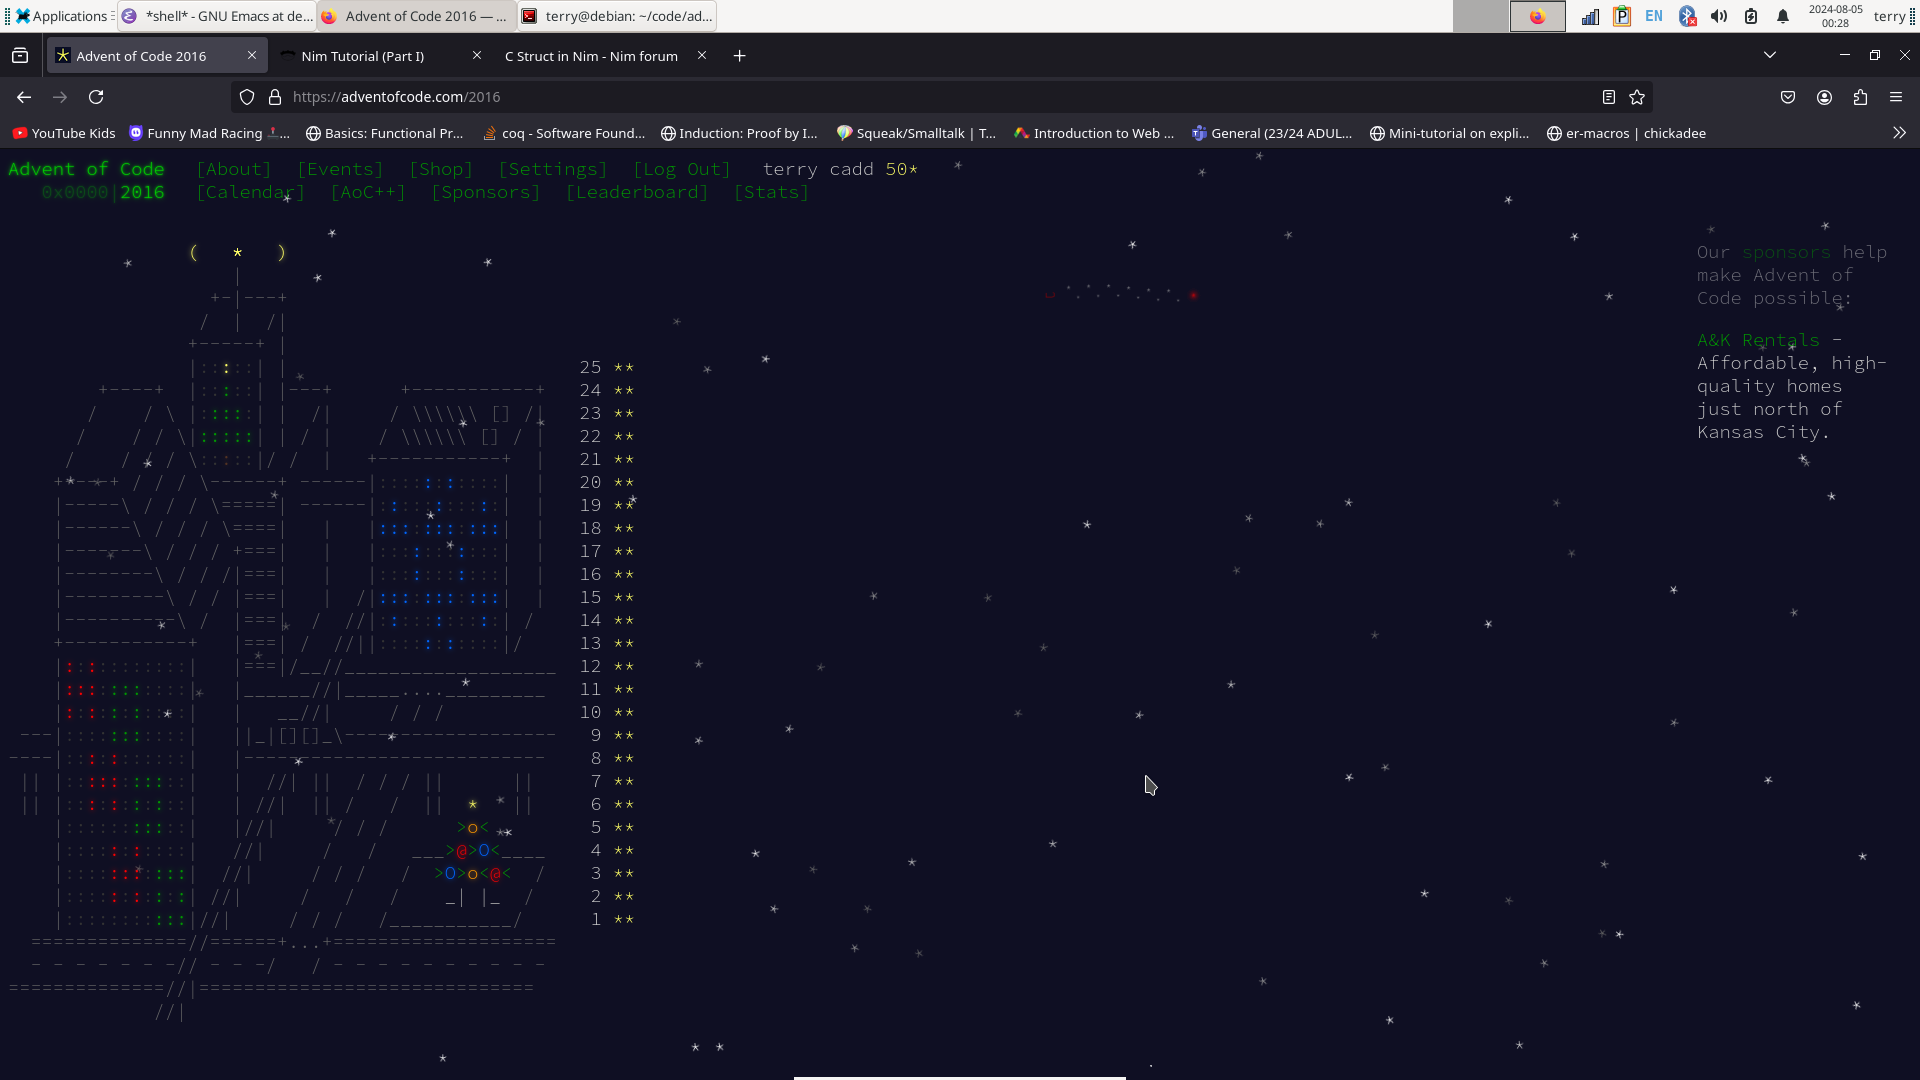 Applications
*shell* - GNU Emacs at de...
Advent of Code 2016 — ...
terry@debian: ~/code/ad...
EN
2024-08-05
00:28
terry
Advent of Code 2016
Nim Tutorial (Part I)
C Struct in Nim - Nim forum
https://adventofcode.com/2016
YouTube Kids
Funny Mad Racing 🕹️...
Basics: Functional Pr...
coq - Software Found...
Induction: Proof by I...
Squeak/Smalltalk | T...
Introduction to Web ...
General (23/24 ADUL...
Mini-tutorial on expli...
er-macros | chickadee
Advent of Code [About] [Events] [Shop] [Settings] [Log Out] terry cadd 50*
0x0000|2016 [Calendar] [AoC++] [Sponsors] [Leaderboard] [Stats]
25 **
24 **
23 **
22 **
21 **
20 **
19 **
18 **
17 **
16 **
15 **
14 **
13 **
12 **
11 **
10 **
9 **
8 **
7 **
6 **
5 **
4 **
3 **
2 **
1 **
Our sponsors help
make Advent of
Code possible:
A&K Rentals -
Affordable, high-
quality homes
just north of
Kansas City.